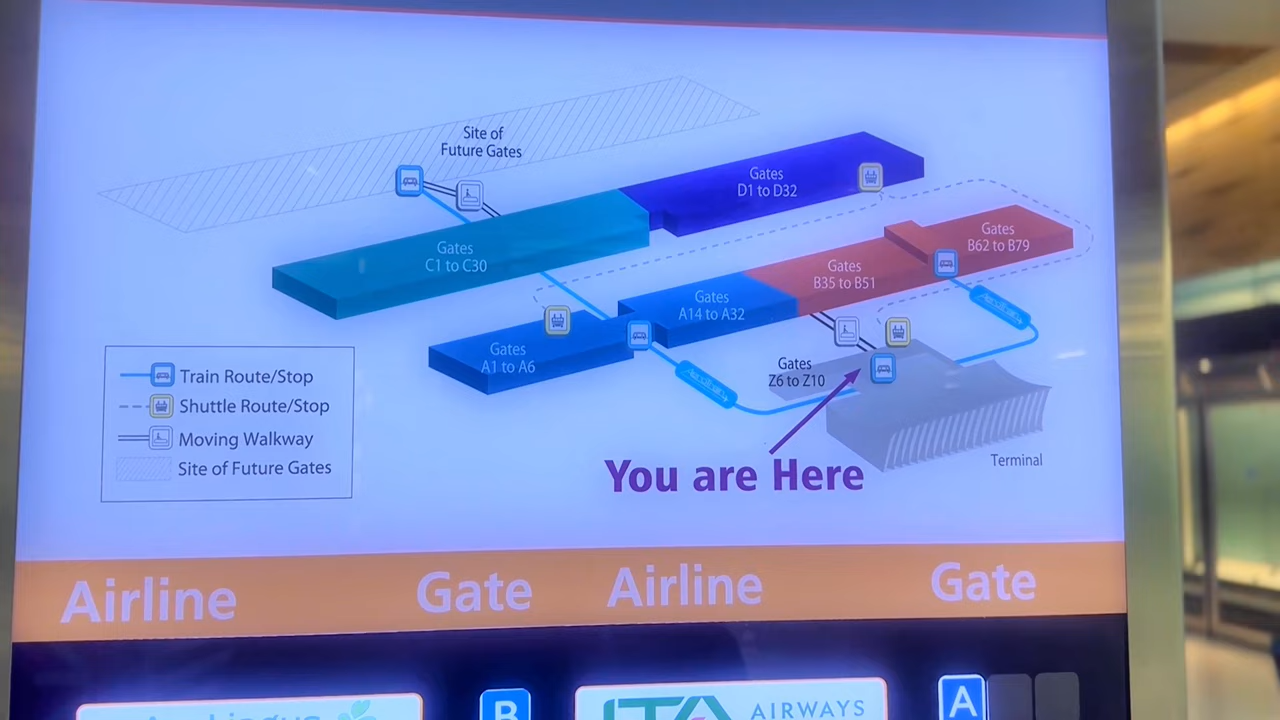 Site of
Future Gates
Gates
D1 to D32
Gates
B62 to B79
Gates
C1 to C30
Gates
B35 to B51
Gates
A14 to A32
Gates
A1 to A6
Gates
Z6 to Z10
Train Route/Stop
Shuttle Route/Stop
Moving Walkway
Site of Future Gates
You are Here
Terminal
Airline Gate Airline Gate
B
ITA AIRWAYS
A